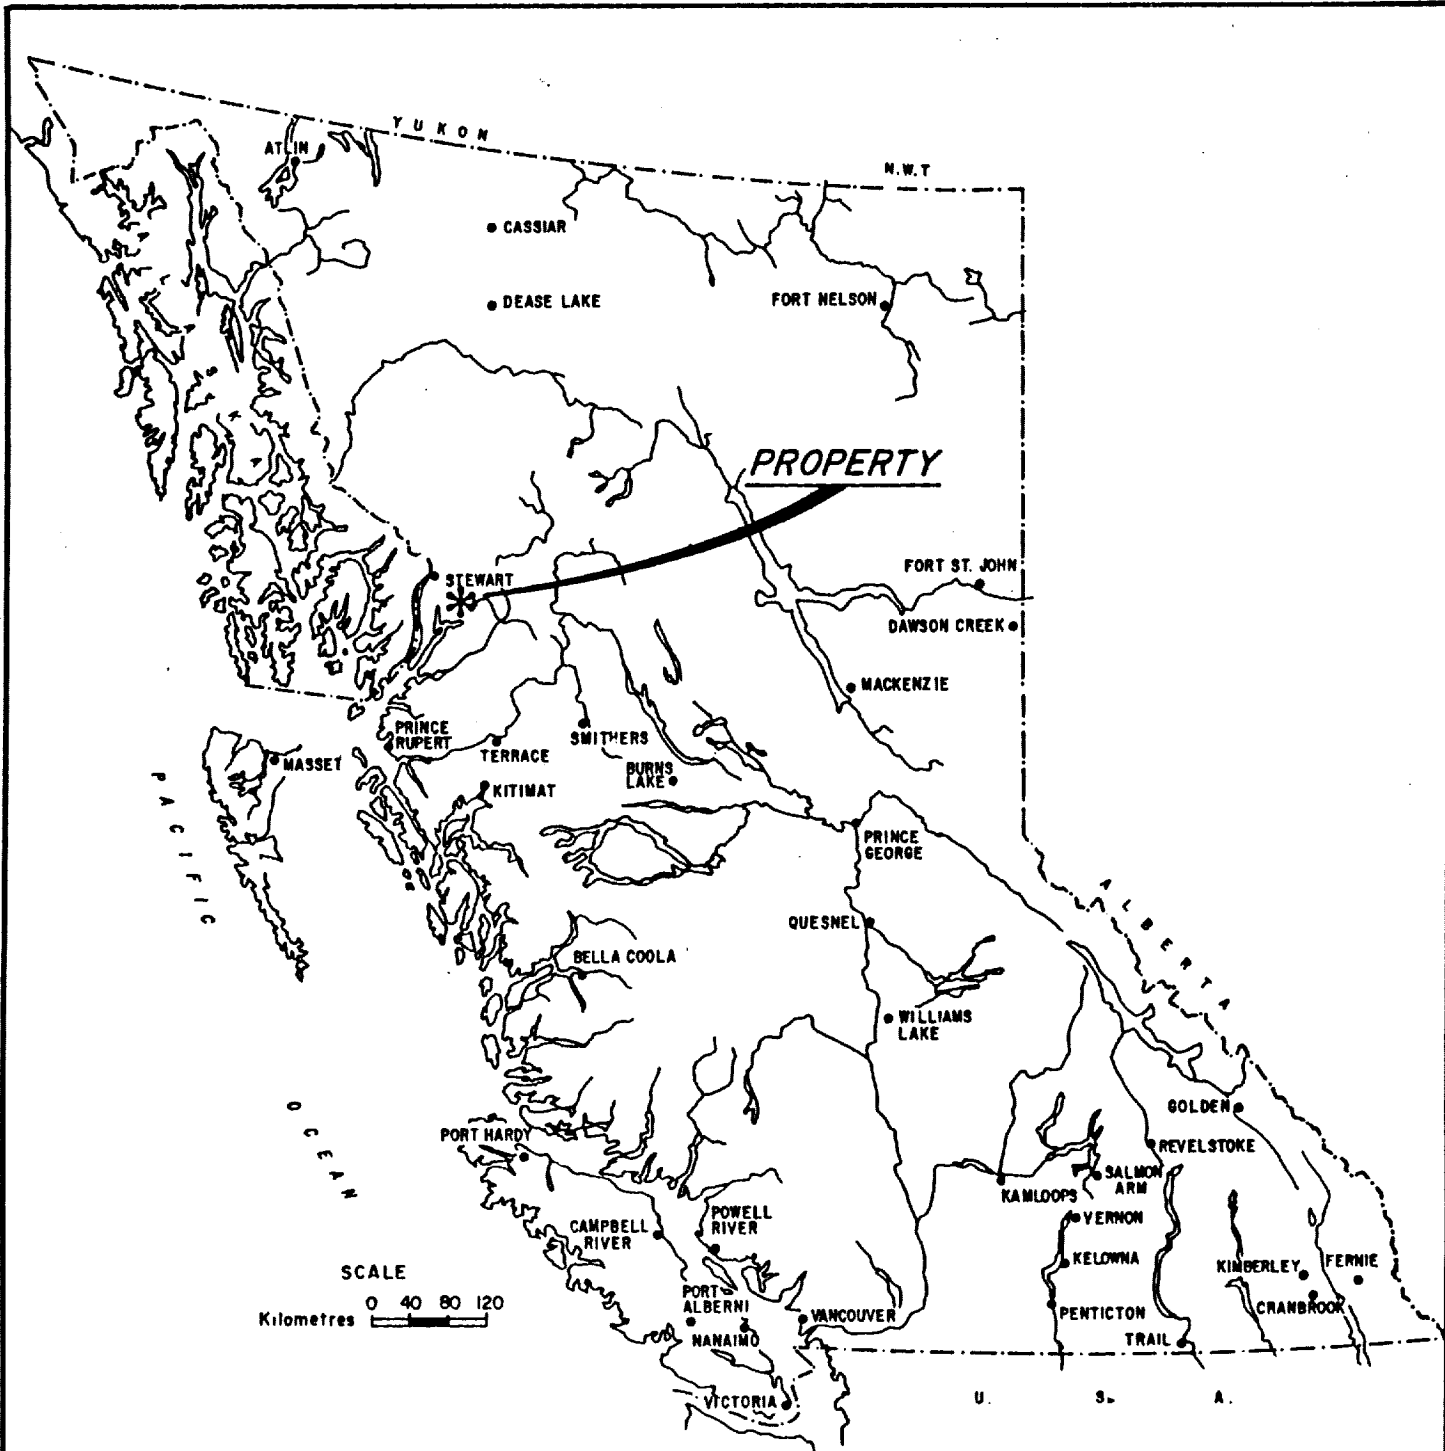 YUKON
N.W.T
ATLIN
CASSIAR
DEASE LAKE
FORT NELSON
ALASKA
PROPERTY
STEWART
FORT ST. JOHN
DAWSON CREEK
MACKENZIE
PRINCE
RUPERT
TERRACE
SMITHERS
MASSET
BURNS
LAKE
KITIMAT
PACIFIC
PRINCE
GEORGE
ALBERTA
QUESNEL
BELLA COOLA
WILLIAMS
LAKE
OCEAN
GOLDEN
PORT HARDY
REVELSTOKE
SALMON
ARM
KAMLOOPS
POWELL
RIVER
VERNON
CAMPBELL
RIVER
KELOWNA
KIMBERLEY
FERNIE
SCALE
PORT
ALBERNI
0 40 80 120
Kilometres
CRANBROOK
PENTICTON
VANCOUVER
NANAIMO
TRAIL
VICTORIA
U. S. A.